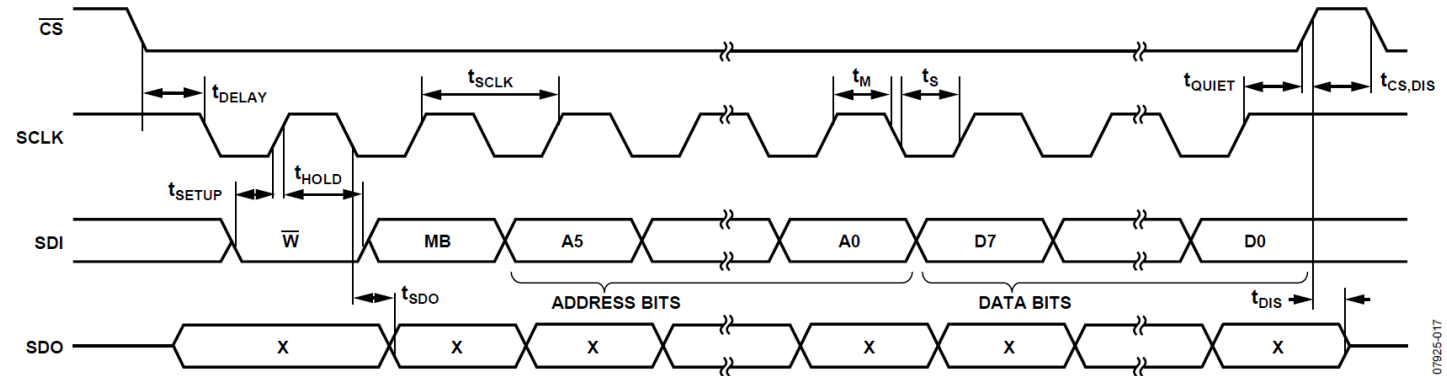 CS
tDELAY
tSCLK
tM
tS
tQUIET
tCS,DIS
SCLK
tSETUP
tHOLD
SDI
W
MB
A5
A0
D7
D0
tSDO
ADDRESS BITS
DATA BITS
tDIS
SDO
X
X
X
X
X
X
07925-017